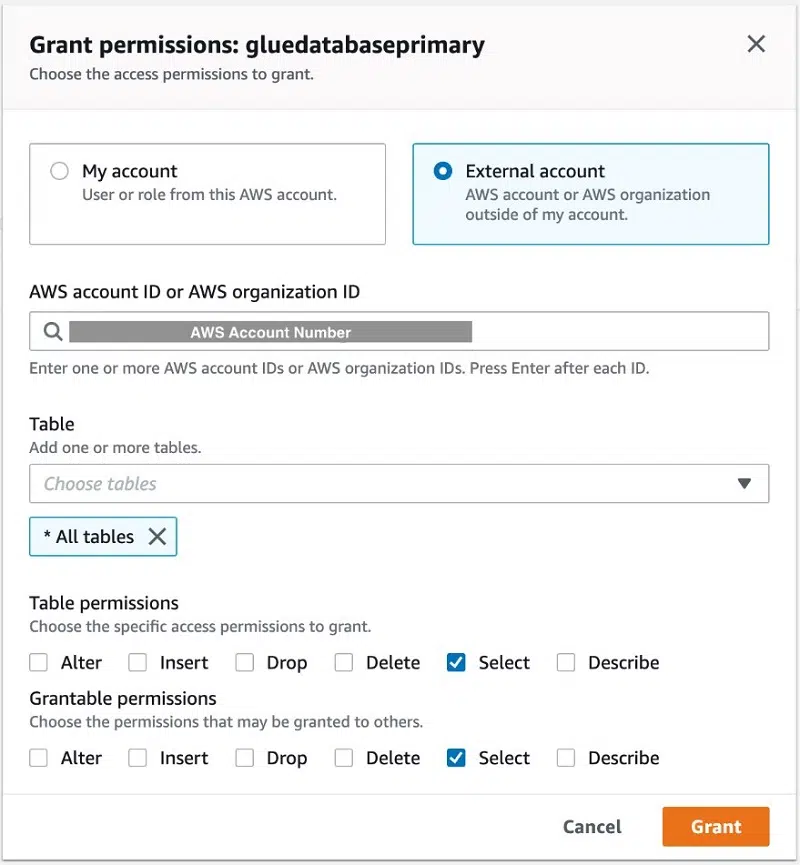 Grant permissions: gluedatabaseprimary
Choose the access permissions to grant.
My account
User or role from this AWS account.
External account
AWS account or AWS organization
outside of my account.
AWS account ID or AWS organization ID
AWS Account Number
Enter one or more AWS account IDs or AWS organization IDs. Press Enter after each ID.
Table
Add one or more tables.
Choose tables
* All tables
Table permissions
Choose the specific access permissions to grant.
Alter Insert Drop Delete Select Describe
Grantable permissions
Choose the permissions that may be granted to others.
Alter Insert Drop Delete Select Describe
Cancel Grant